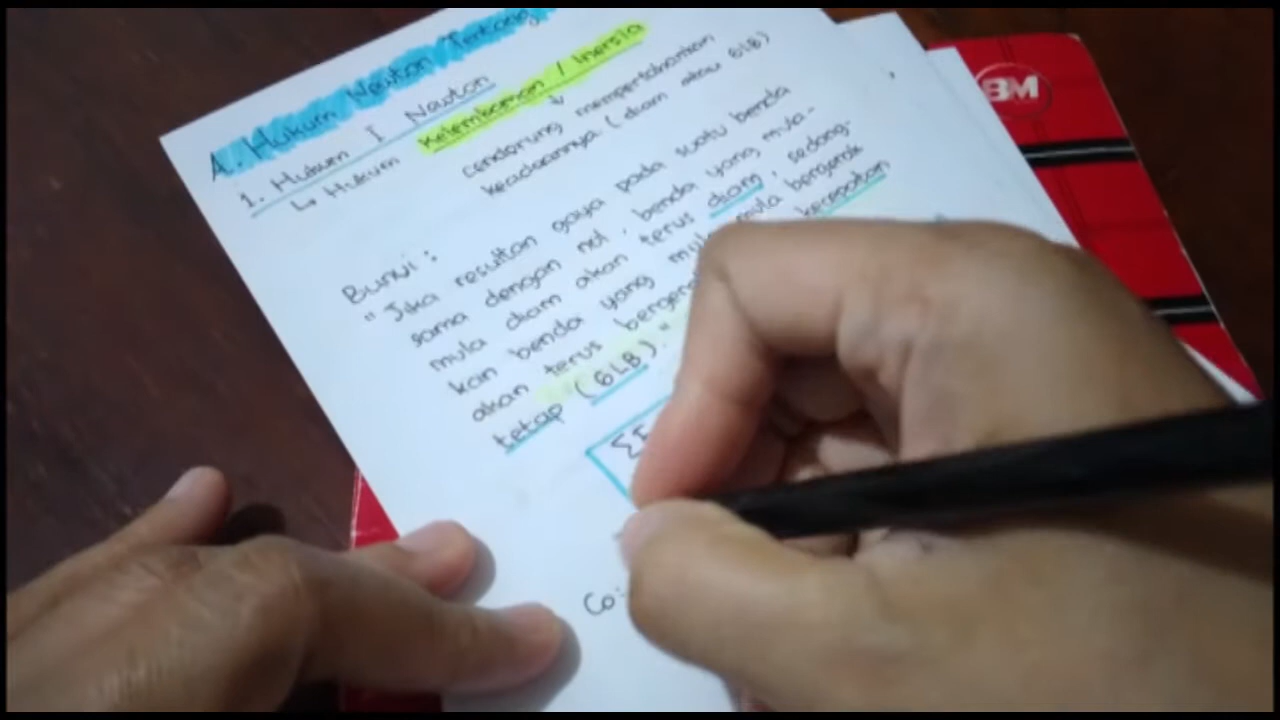 A. Hukum Newton Tentang
1. Hukum I Newton
↳ Hukum Kelembaman / Inersia
↓
cenderung mempertahankan
keadaannya (diam atau GLB)
Bunyi :
" Jika resultan gaya pada suatu benda
sama dengan nol, benda yang mula-
mula diam akan terus diam, sedang-
kan benda yang mula mula bergerak
akan terus kecepatan
tetap (GLB). "
Co
BM